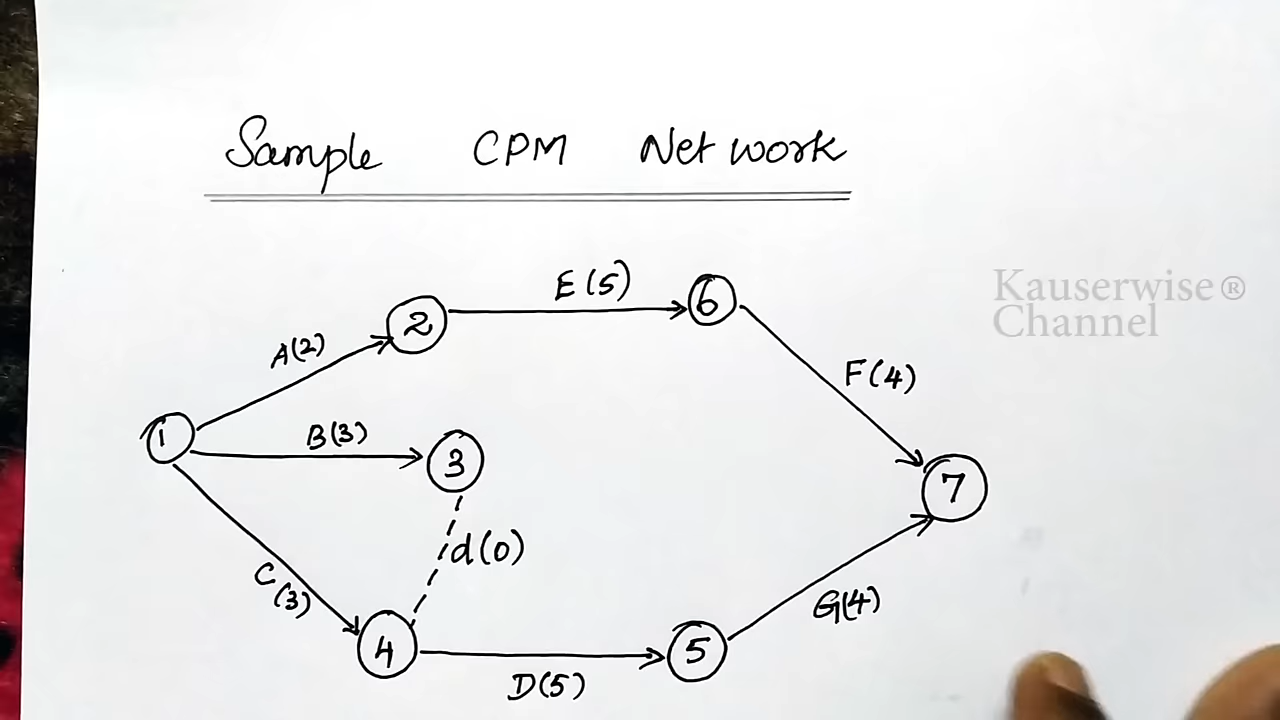 Sample CPM Network
Kauserwise®
Channel
E(5)
6
2
A(2)
F(4)
1
B(3)
3
7
d(0)
C(3)
G(4)
4
5
D(5)